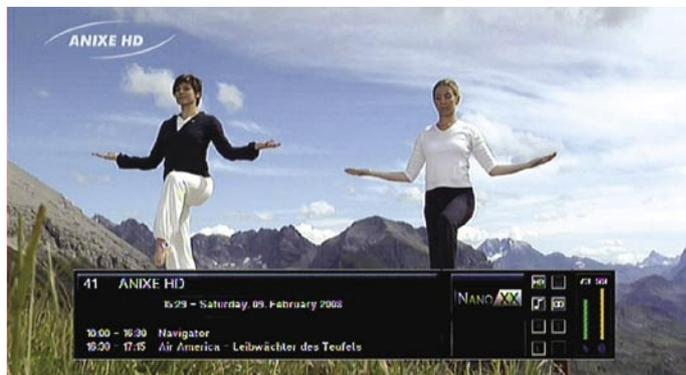 ANIXE HD
41 ANIXE HD
15:29 - Saturday, 09. February 2008
NANO XX
HD
10:00 - 16:30 Navigator
16:30 - 17:15 Air America - Leibwächter des Teufels